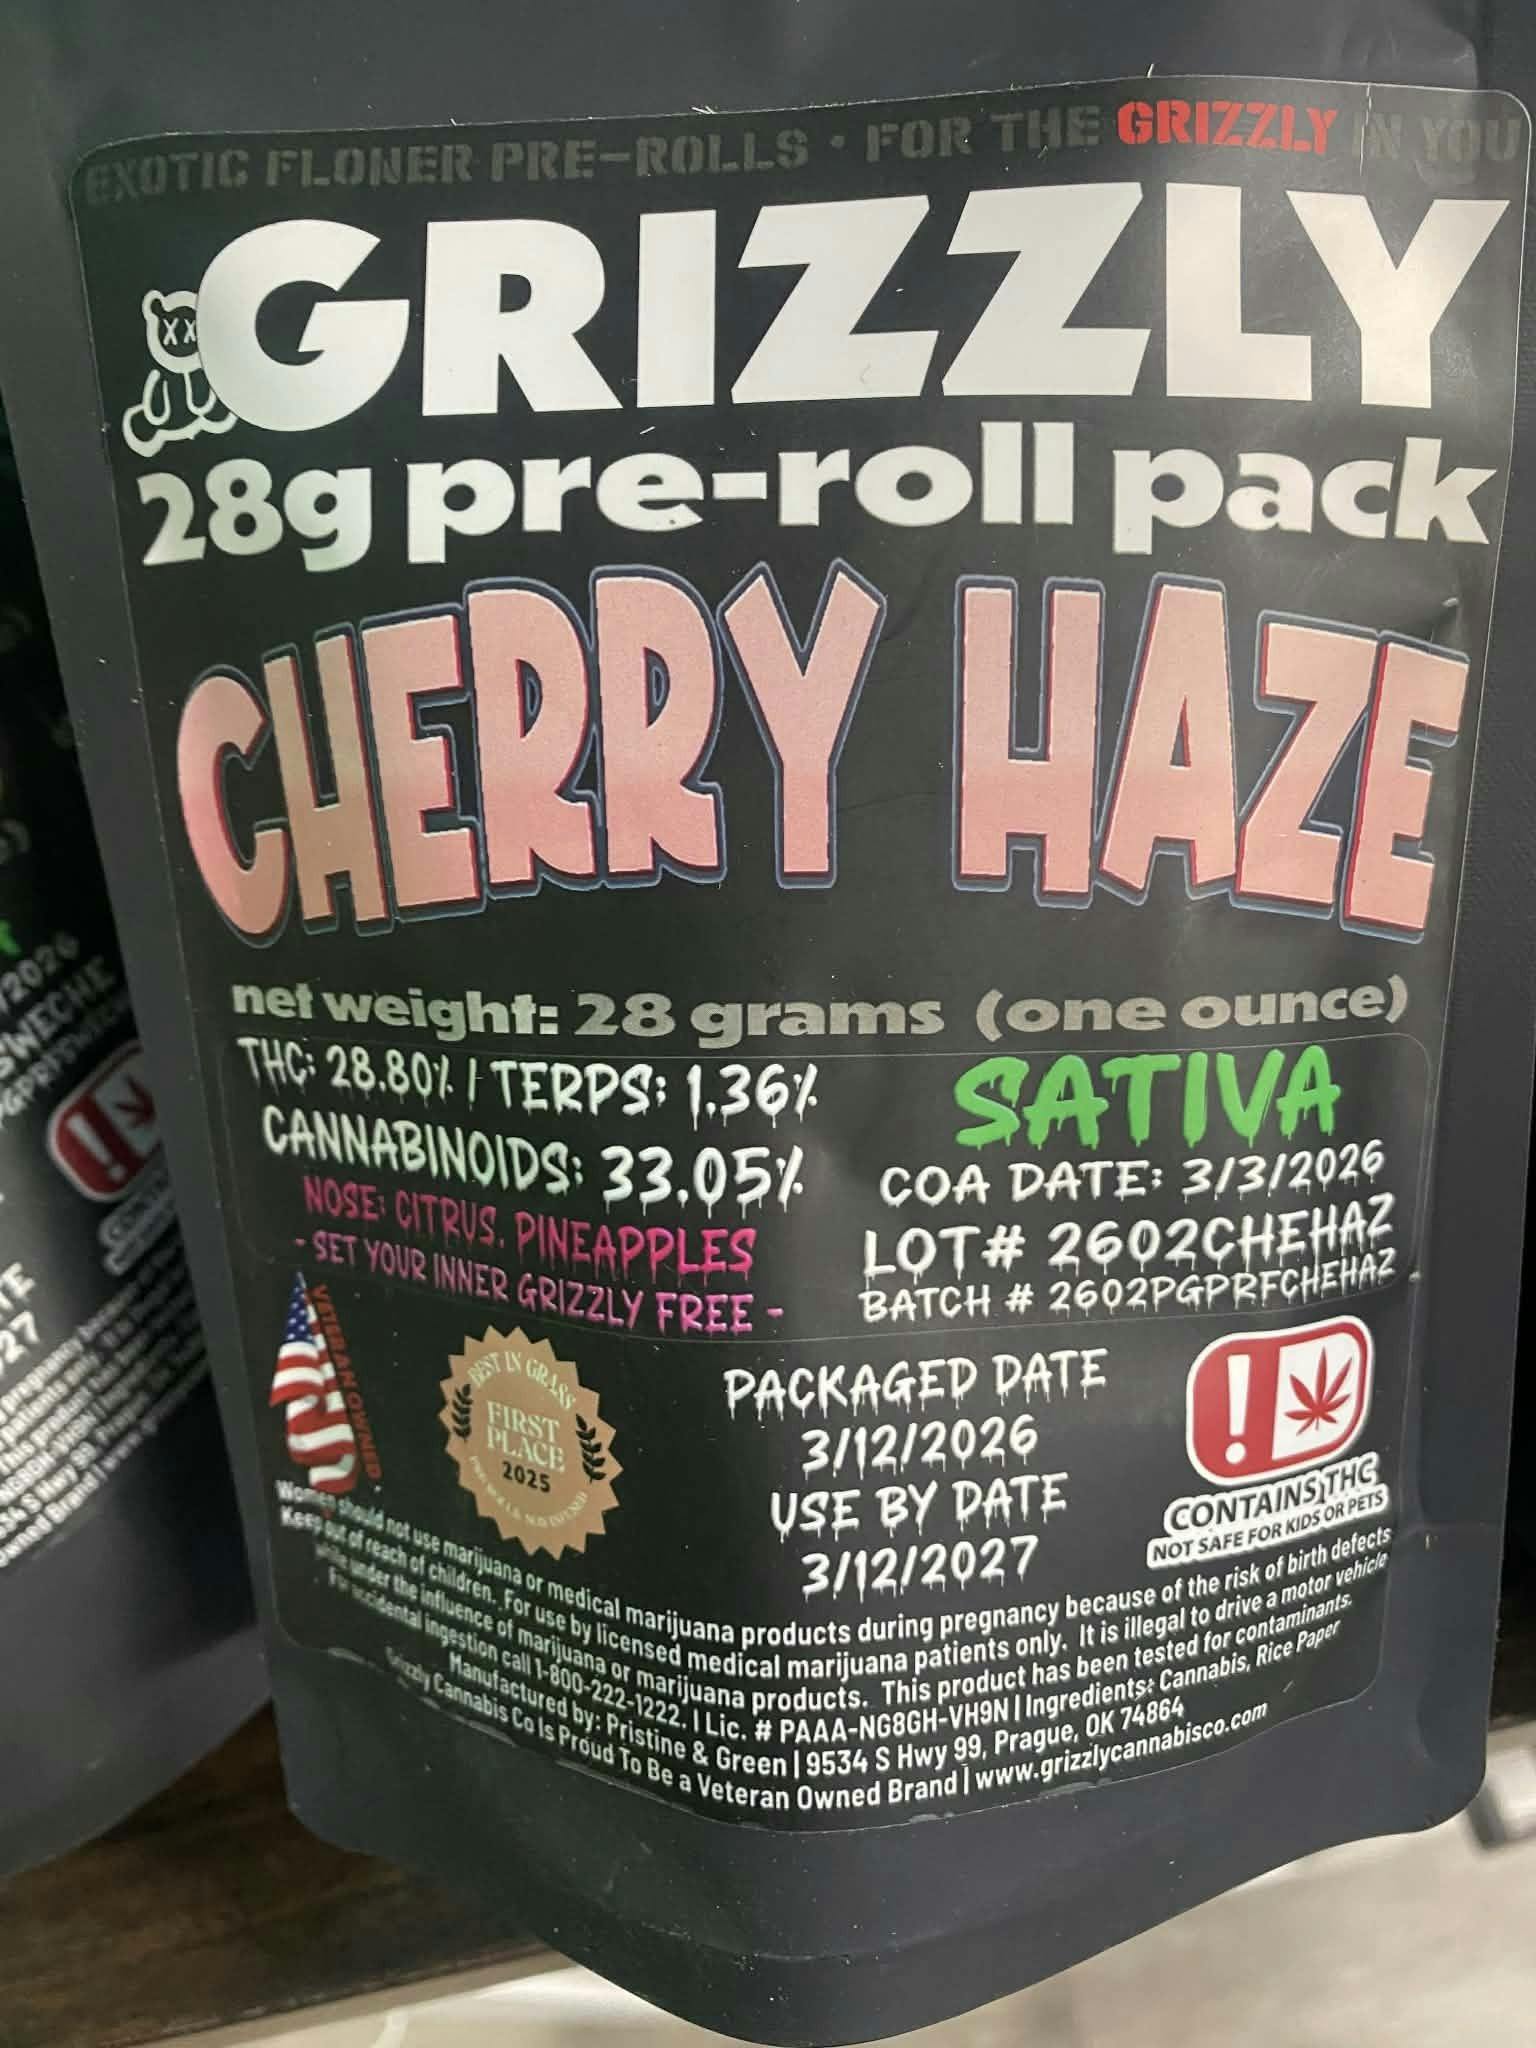 EXOTIC FLOWER PRE-ROLLS · FOR THE GRIZZLY IN YOU
GRIZZLY
XX
28g pre-roll pack
CHERRY HAZE
net weight: 28 grams (one ounce)
THC: 28.80% | TERPS: 1.36%
CANNABINOIDS: 33.05%
NOSE: CITRUS, PINEAPPLES
- SET YOUR INNER GRIZZLY FREE -
SATIVA
COA DATE: 3/3/2026
LOT# 2602CHEHAZ
BATCH # 2602PGPRFCHEHAZ
VETERAN OWNED
BEST IN GRASS
FIRST
PLACE
2025
PACKAGED DATE
3/12/2026
USE BY DATE
3/12/2027
!
CONTAINS THC
NOT SAFE FOR KIDS OR PETS
Women should not use marijuana or medical marijuana products during pregnancy because of the risk of birth defects
Keep out of reach of children. For use by licensed medical marijuana patients only. It is illegal to drive a motor vehicle
while under the influence of marijuana or marijuana products. This product has been tested for contaminants.
For accidental ingestion call 1-800-222-1222. | Lic. # PAAA-NG8GH-VH9N | Ingredients: Cannabis, Rice Paper
Manufactured by: Pristine & Green | 9534 S Hwy 99, Prague, OK 74864
Grizzly Cannabis Co Is Proud To Be a Veteran Owned Brand | www.grizzlycannabisco.com